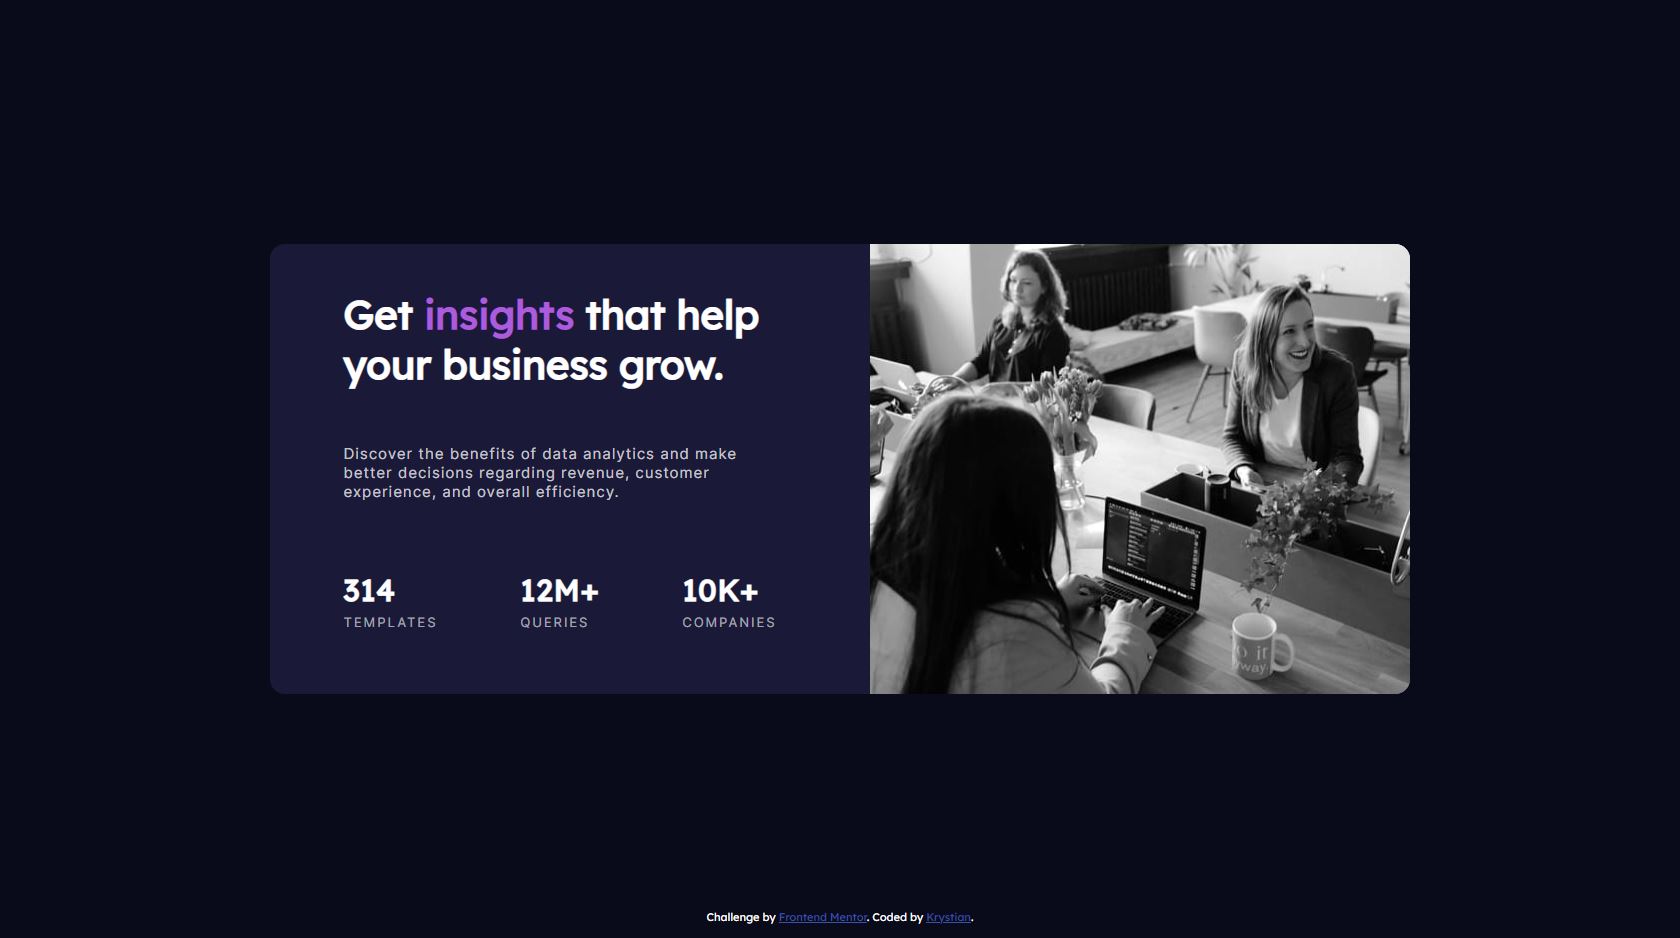 Get insights that help
your business grow.
Discover the benefits of data analytics and make
better decisions regarding revenue, customer
experience, and overall efficiency.
314
TEMPLATES
12M+
QUERIES
10K+
COMPANIES
Challenge by Frontend Mentor. Coded by Krystian.